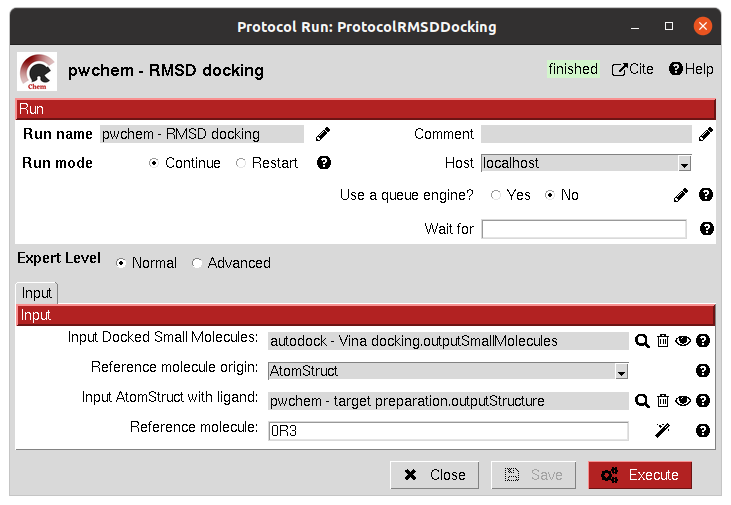 Protocol Run: ProtocolRMSDDocking
Chem
pwchem - RMSD docking
finished Cite Help
Run
Run name pwchem - RMSD docking Comment
Run mode Continue Restart Host localhost
Use a queue engine? Yes No
Wait for
Expert Level Normal Advanced
Input
Input
Input Docked Small Molecules: autodock - Vina docking.outputSmallMolecules
Reference molecule origin: AtomStruct
Input AtomStruct with ligand: pwchem - target preparation.outputStructure
Reference molecule: 0R3
Close Save Execute